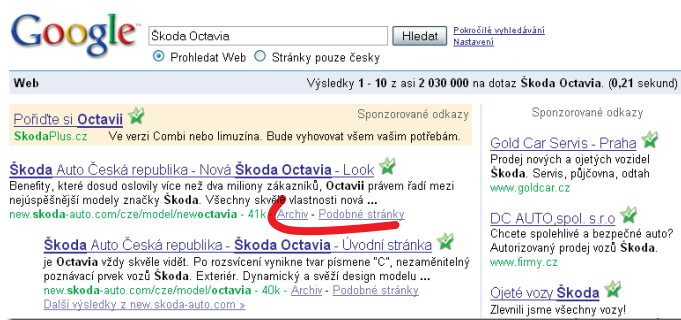 Google
Škoda Octavia
Hledat
Pokročilé vyhledávání
Nastavení
Prohledat Web
Stránky pouze česky
Web
Výsledky 1 - 10 z asi 2 030 000 na dotaz Škoda Octavia. (0,21 sekund)
Pořiďte si Octavii
Sponzorované odkazy
SkodaPlus.cz Ve verzi Combi nebo limuzína. Bude vyhovovat všem vašim potřebám.
Škoda Auto Česká republika - Nová Škoda Octavia - Look
Benefity, které dosud oslovily více než dva miliony zákazníků, Octavii právem řadí mezi
nejúspěšnější modely značky Škoda. Všechny skvělé vlastnosti nová ...
new.skoda-auto.com/cze/model/newoctavia - 41k - Archiv - Podobné stránky
Škoda Auto Česká republika - Škoda Octavia - Úvodní stránka
je Octavia vždy skvěle vidět. Po rozsvícení vynikne tvar písmene "C", nezaměnitelný
poznávací prvek vozů Škoda. Exteriér. Dynamický a svěží design modelu ...
new.skoda-auto.com/cze/model/octavia - 40k - Archiv - Podobné stránky
Další výsledky z new.skoda-auto.com »
Sponzorované odkazy
Gold Car Servis - Praha
Prodej nových a ojetých vozidel
Škoda. Servis, půjčovna, odtah
www.goldcar.cz
DC AUTO,spol. s.r.o
Chcete spolehlivé a bezpečné auto?
Autorizovaný prodej vozů Škoda.
www.firmy.cz
Ojeté vozy Škoda
Zlevnili jsme všechny vozy!